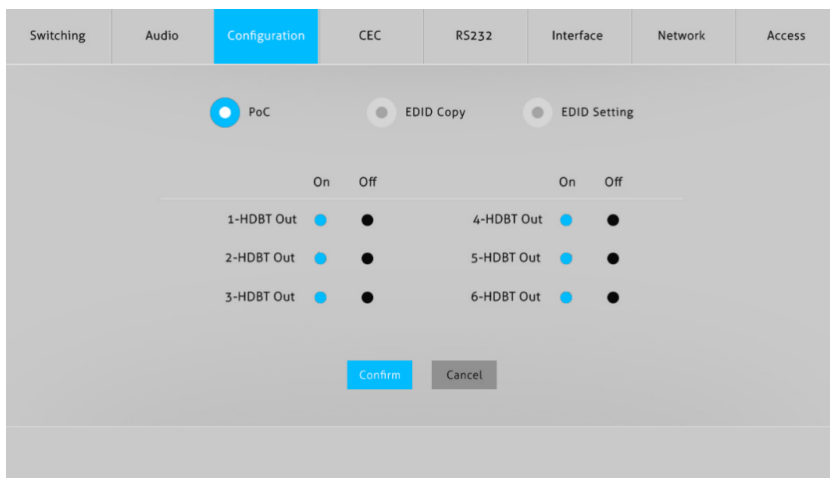 Switching Audio Configuration CEC RS232 Interface Network Access
PoC EDID Copy EDID Setting
On Off On Off
1-HDBT Out 4-HDBT Out
2-HDBT Out 5-HDBT Out
3-HDBT Out 6-HDBT Out
Confirm Cancel